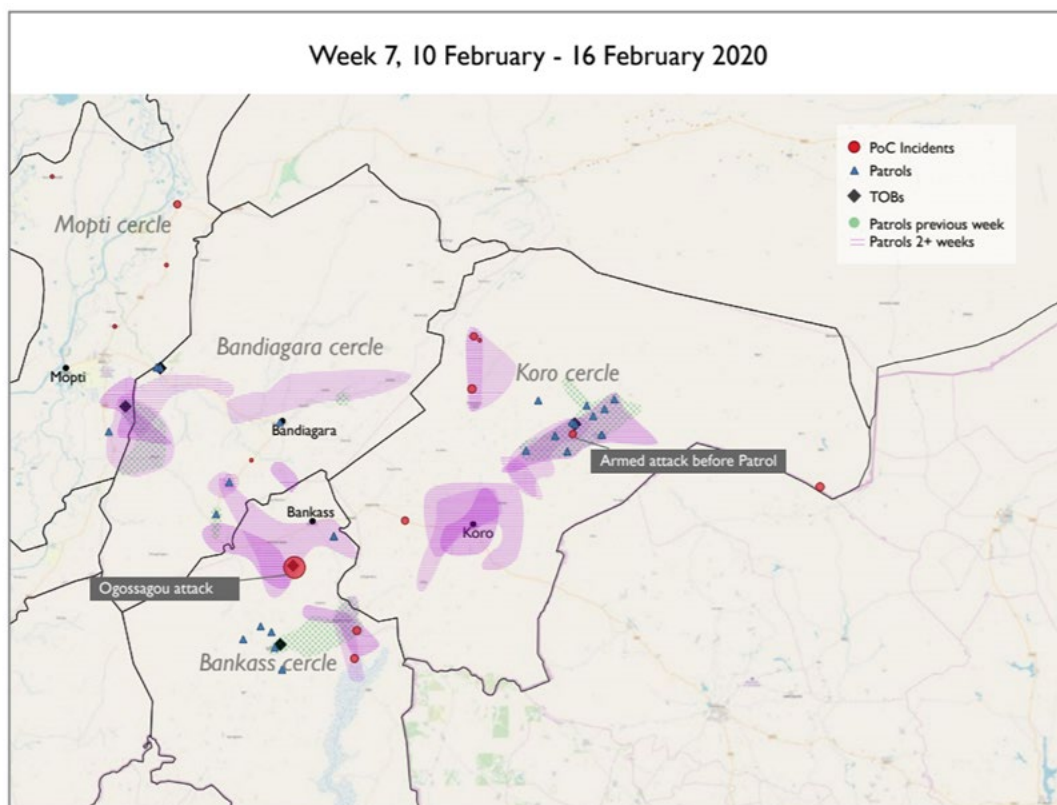 Week 7, 10 February - 16 February 2020
PoC Incidents
Patrols
TOBs
Patrols previous week
Patrols 2+ weeks
Mopti cercle
Bandiagara cercle
Mopti
Koro cercle
Bandiagara
Armed attack before Patrol
Bankass
Koro
Ogossagou attack
Bankass cercle